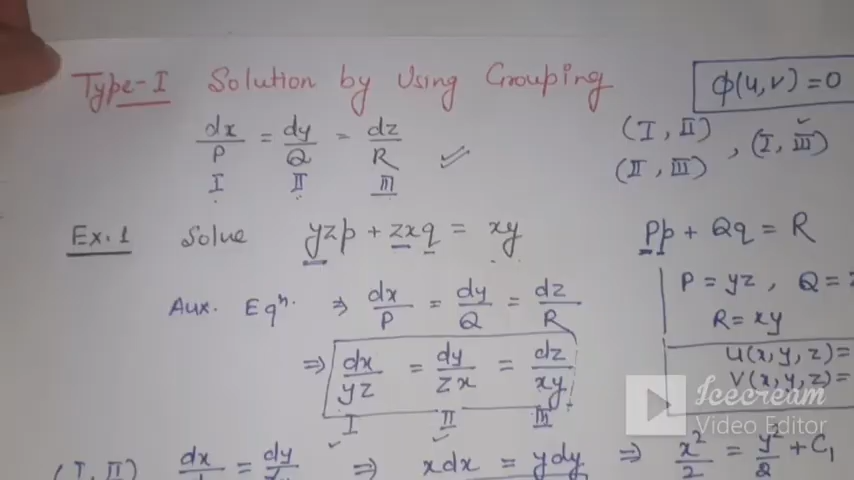 Type-I Solution by Using Grouping
ϕ(u,v)=0
dx/P = dy/Q = dz/R
I II III
(I, II)
(II, III) , (I, III)
Ex.1 Solve yzp + zxq = xy
Pp + Qq = R
Aux. Eqⁿ. ⇒ dx/P = dy/Q = dz/R
P = yz , Q =
R = xy
⇒ dx/yz = dy/zx = dz/xy
I II III
u(x,y,z) =
v(x,y,z) =
Icecream
Video Editor
(I, II) dx = dy ⇒ xdx = ydy ⇒ x²/2 = y²/2 + C₁